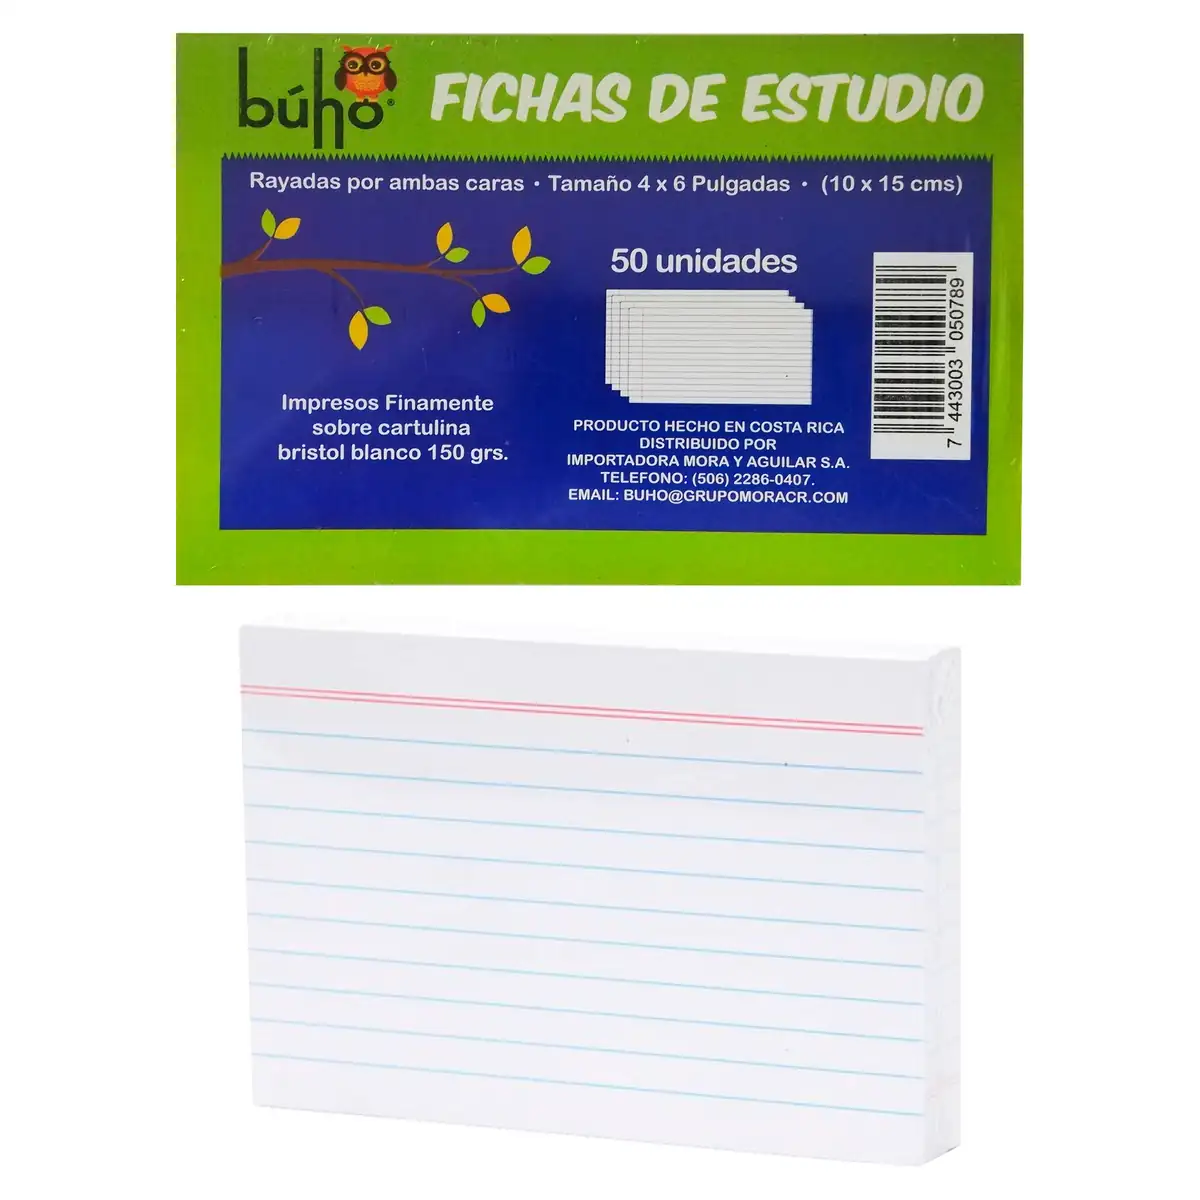 búho®
FICHAS DE ESTUDIO
Rayadas por ambas caras • Tamaño 4 x 6 Pulgadas • (10 x 15 cms)
50 unidades
Impresos Finamente
sobre cartulina
bristol blanco 150 grs.
PRODUCTO HECHO EN COSTA RICA
DISTRIBUIDO POR
IMPORTADORA MORA Y AGUILAR S.A.
TELEFONO: (506) 2286-0407.
EMAIL: BUHO@GRUPOMORACR.COM
7 443003 050789